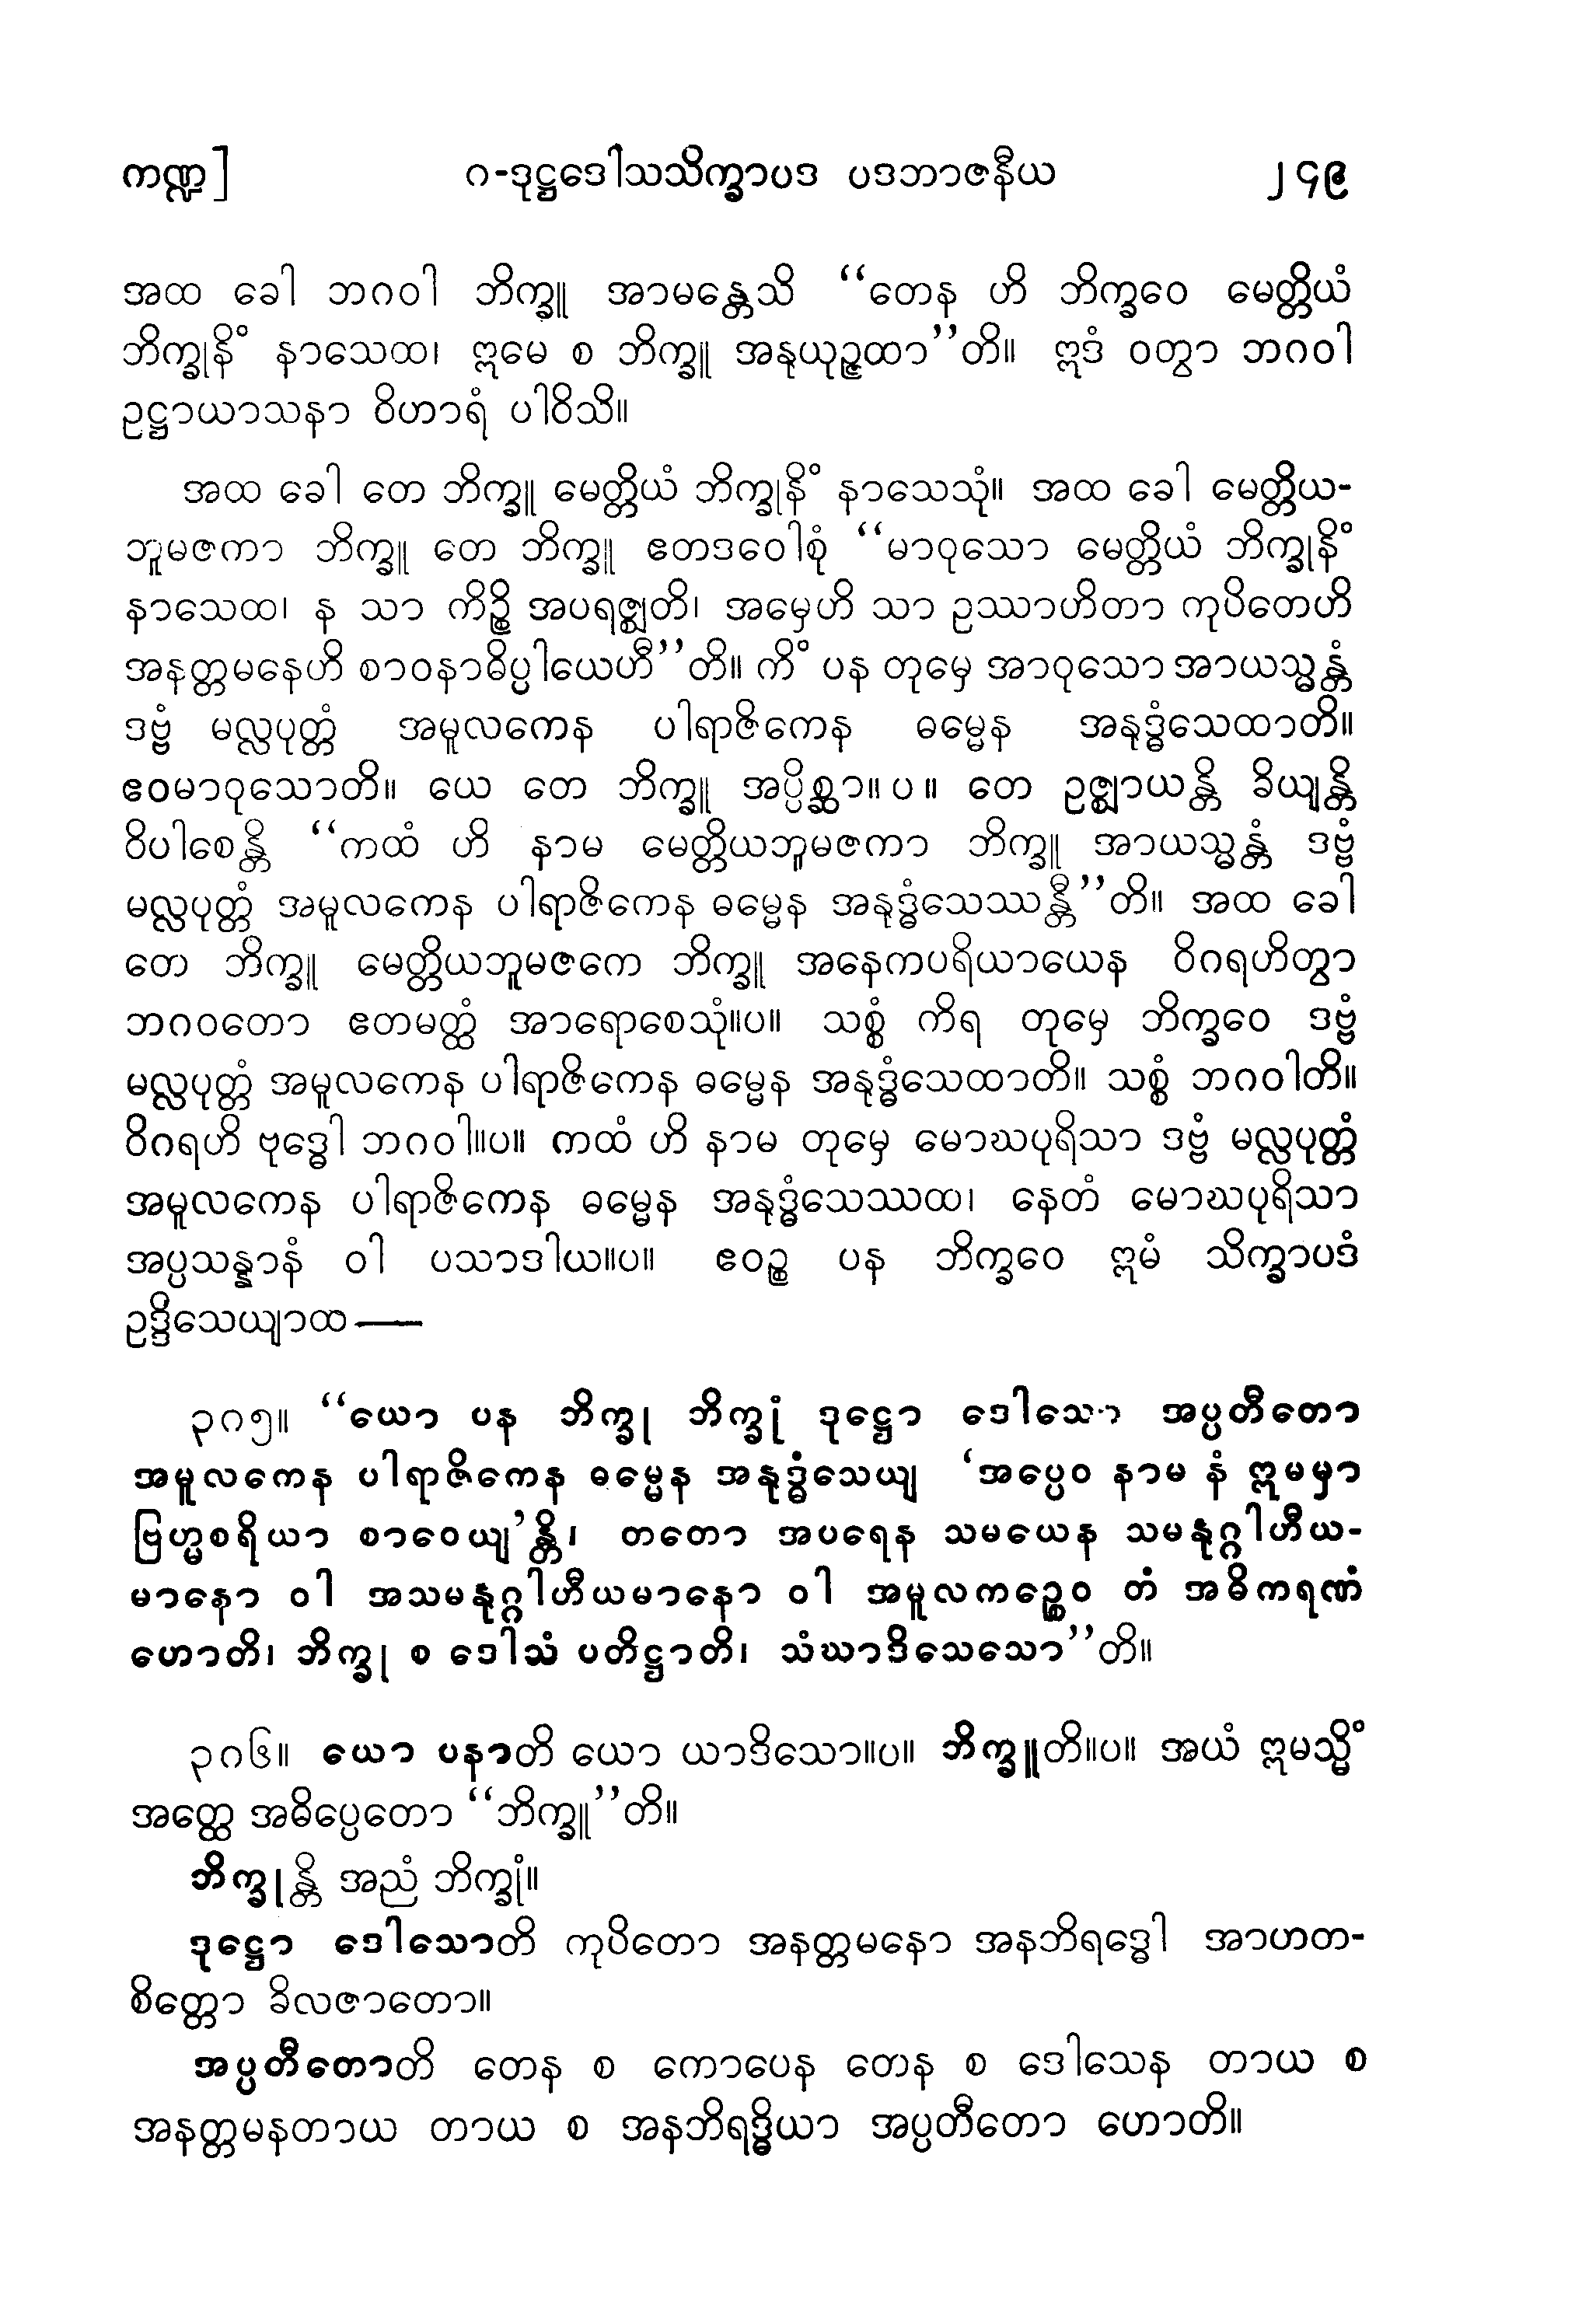 ကဏ္ဍ] ဂ-ဒုဋ္ဌဒေါသသိက္ခာပဒ ပဒဘာဇနီယ ၂၄၉
အထ ခေါ ဘဂဝါ ဘိက္ခူ အာမန္တေသိ “တေန ဟိ ဘိက္ခဝေ မေတ္တိယံ
ဘိက္ခုနိံ နာသေထ၊ ဣမေ စ ဘိက္ခူ အနုယုဉ္ဇထာ”တိ။ ဣဒံ ဝတွာ ဘဂဝါ
ဥဋ္ဌာယာသနာ ဝိဟာရံ ပါဝိသိ။
အထ ခေါ တေ ဘိက္ခူ မေတ္တိယံ ဘိက္ခုနိံ နာသေသုံ။ အထ ခေါ မေတ္တိယ-
ဘူမဇကာ ဘိက္ခူ တေ ဘိက္ခူ ဧတဒဝေါစုံ “မာဝုသော မေတ္တိယံ ဘိက္ခုနိံ
နာသေထ၊ န သာ ကိဉ္စိ အပရဇ္ဈတိ၊ အမှေဟိ သာ ဥဿာဟိတာ ကုပိတေဟိ
အနတ္တမနေဟိ စာဝနာဓိပ္ပါယေဟီ”တိ။ ကိံ ပန တုမှေ အာဝုသော အာယသ္မန္တံ
ဒဗ္ဗံ မလ္လပုတ္တံ အမူလကေန ပါရာဇိကေန ဓမ္မေန အနုဒ္ဓံသေထာတိ။
ဧဝမာဝုသောတိ။ ယေ တေ ဘိက္ခူ အပ္ပိစ္ဆာ။ပ။ တေ ဥဇ္ဈာယန္တိ ခိယျန္တိ
ဝိပါစေန္တိ “ကထံ ဟိ နာမ မေတ္တိယဘူမဇကာ ဘိက္ခူ အာယသ္မန္တံ ဒဗ္ဗံ
မလ္လပုတ္တံ အမူလကေန ပါရာဇိကေန ဓမ္မေန အနုဒ္ဓံသေဿန္တီ”တိ။ အထ ခေါ
တေ ဘိက္ခူ မေတ္တိယဘူမဇကေ ဘိက္ခူ အနေကပရိယာယေန ဝိဂရဟိတွာ
ဘဂဝတော ဧတမတ္ထံ အာရောစေသုံ။ပ။ သစ္စံ ကိရ တုမှေ ဘိက္ခဝေ ဒဗ္ဗံ
မလ္လပုတ္တံ အမူလကေန ပါရာဇိကေန ဓမ္မေန အနုဒ္ဓံသေထာတိ။ သစ္စံ ဘဂဝါတိ။
ဝိဂရဟိ ဗုဒ္ဓေါ ဘဂဝါ။ပ။ ကထံ ဟိ နာမ တုမှေ မောဃပုရိသာ ဒဗ္ဗံ မလ္လပုတ္တံ
အမူလကေန ပါရာဇိကေန ဓမ္မေန အနုဒ္ဓံသေဿထ၊ နေတံ မောဃပုရိသာ
အပ္ပသန္နာနံ ဝါ ပသာဒါယ။ပ။ ဧဝဉ္စ ပန ဘိက္ခဝေ ဣမံ သိက္ခာပဒံ
ဥဒ္ဒိသေယျာထ—
၃၈၅။ “ယော ပန ဘိက္ခု ဘိက္ခုံ ဒုဋ္ဌော ဒေါသော အပ္ပတီတော
အမူလကေန ပါရာဇိကေန ဓမ္မေန အနုဒ္ဓံသေယျ ‘အပ္ပေဝ နာမ နံ ဣမမှာ
ဗြဟ္မစရိယာ စာဝေယျ’န္တိ၊ တတော အပရေန သမယေန သမနုဂ္ဂါဟီယ-
မာနော ဝါ အသမနုဂ္ဂါဟီယမာနော ဝါ အမူလကဉ္စေဝ တံ အဓိကရဏံ
ဟောတိ၊ ဘိက္ခု စ ဒေါသံ ပတိဋ္ဌာတိ၊ သံဃာဒိသေသော”တိ။
၃၈၆။ ယော ပနာတိ ယော ယာဒိသော။ပ။ ဘိက္ခူတိ။ပ။ အယံ ဣမသ္မိံ
အတ္ထေ အဓိပ္ပေတော “ဘိက္ခူ”တိ။
ဘိက္ခုန္တိ အညံ ဘိက္ခုံ။
ဒုဋ္ဌော ဒေါသောတိ ကုပိတော အနတ္တမနော အနဘိရဒ္ဓေါ အာဟတ-
စိတ္တော ခိလဇာတော။
အပ္ပတီတောတိ တေန စ ကောပေန တေန စ ဒေါသေန တာယ စ
အနတ္တမနတာယ တာယ စ အနဘိရဒ္ဓိယာ အပ္ပတီတော ဟောတိ။